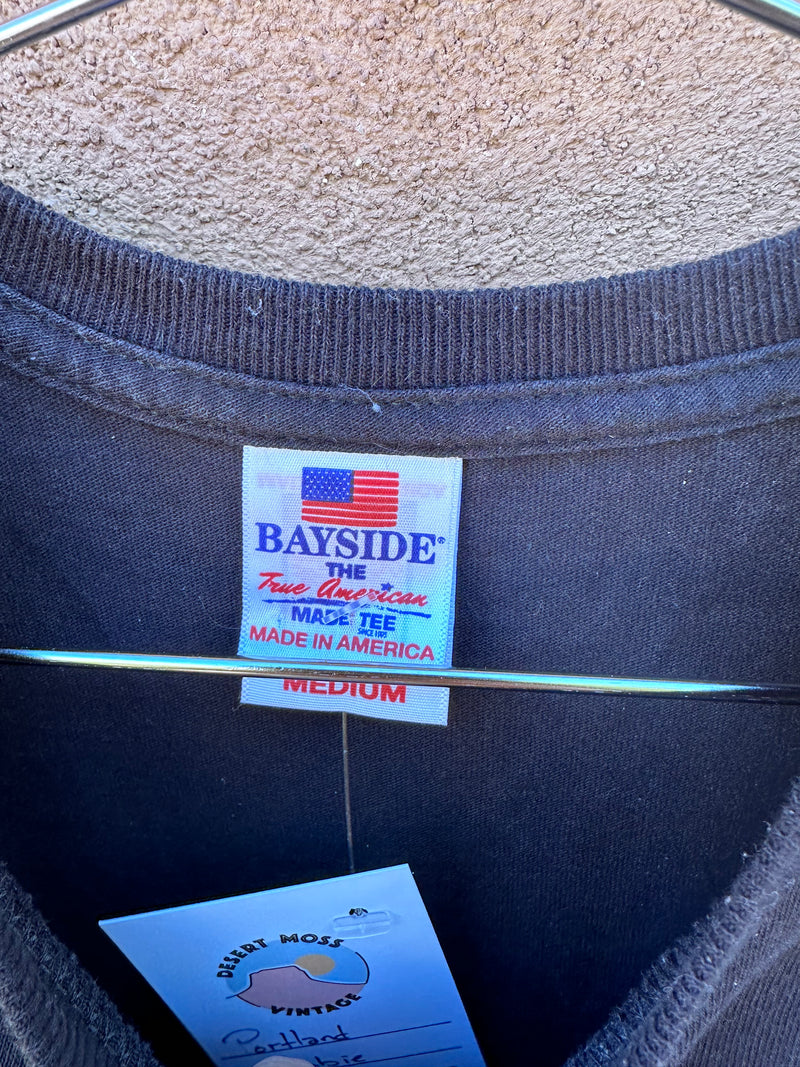 BAYSIDE®
THE
True American
MADE TEE
SINCE 1975
MADE IN AMERICA
MEDIUM
DESERT MOSS
VINTAGE
Portland